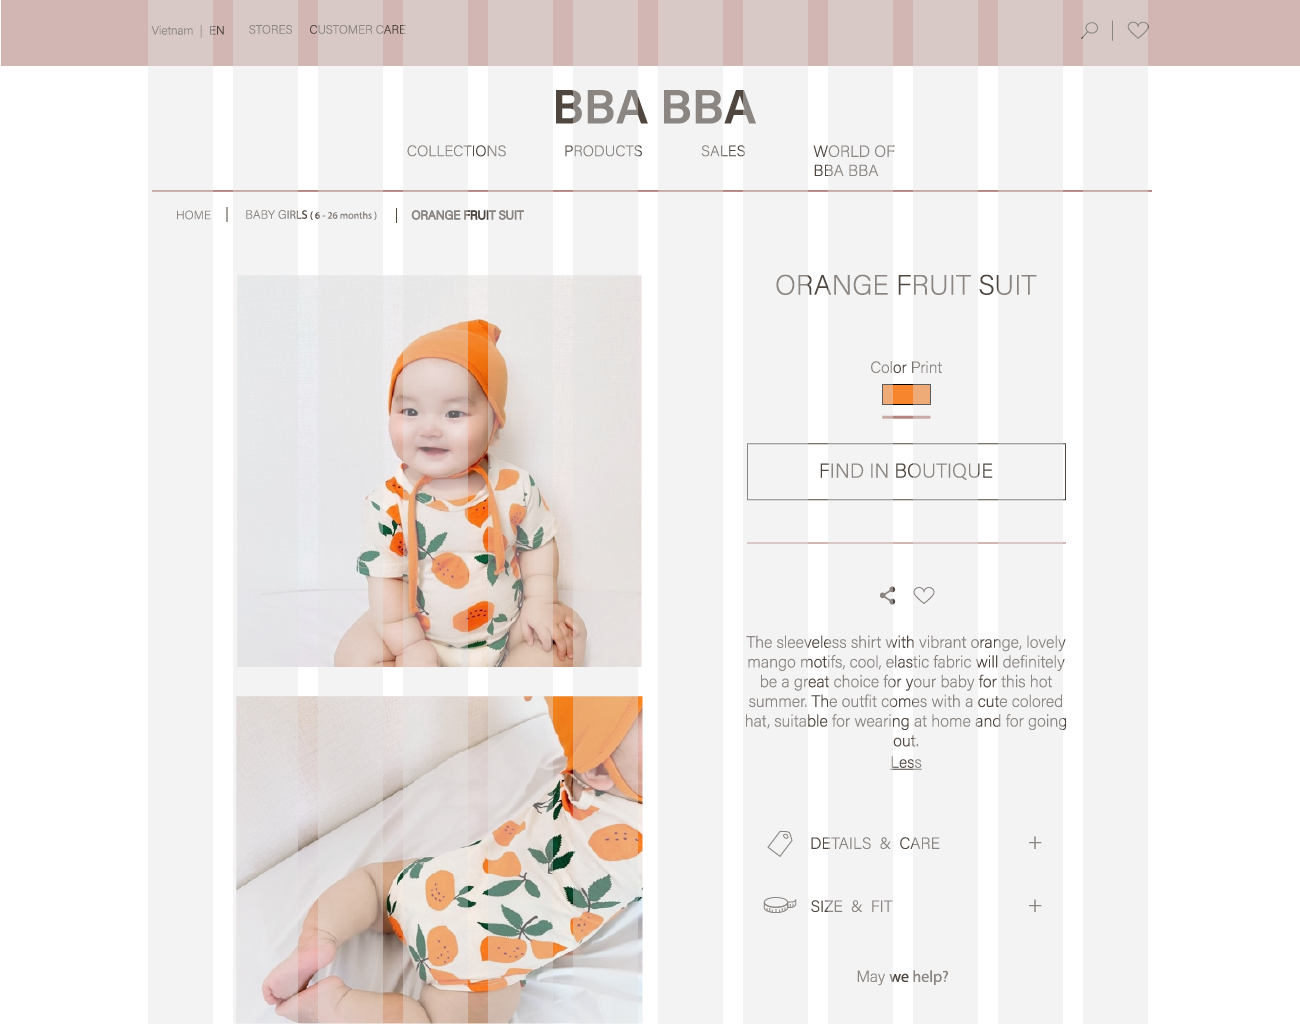 Vietnam | EN STORES CUSTOMER CARE
BBA BBA
COLLECTIONS PRODUCTS SALES WORLD OF
BBA BBA
HOME | BABY GIRLS ( 6 - 26 months ) | ORANGE FRUIT SUIT
ORANGE FRUIT SUIT
Color Print
FIND IN BOUTIQUE
The sleeveless shirt with vibrant orange, lovely
mango motifs, cool, elastic fabric will definitely
be a great choice for your baby for this hot
summer. The outfit comes with a cute colored
hat, suitable for wearing at home and for going
out.
Less
DETAILS & CARE +
SIZE & FIT +
May we help?